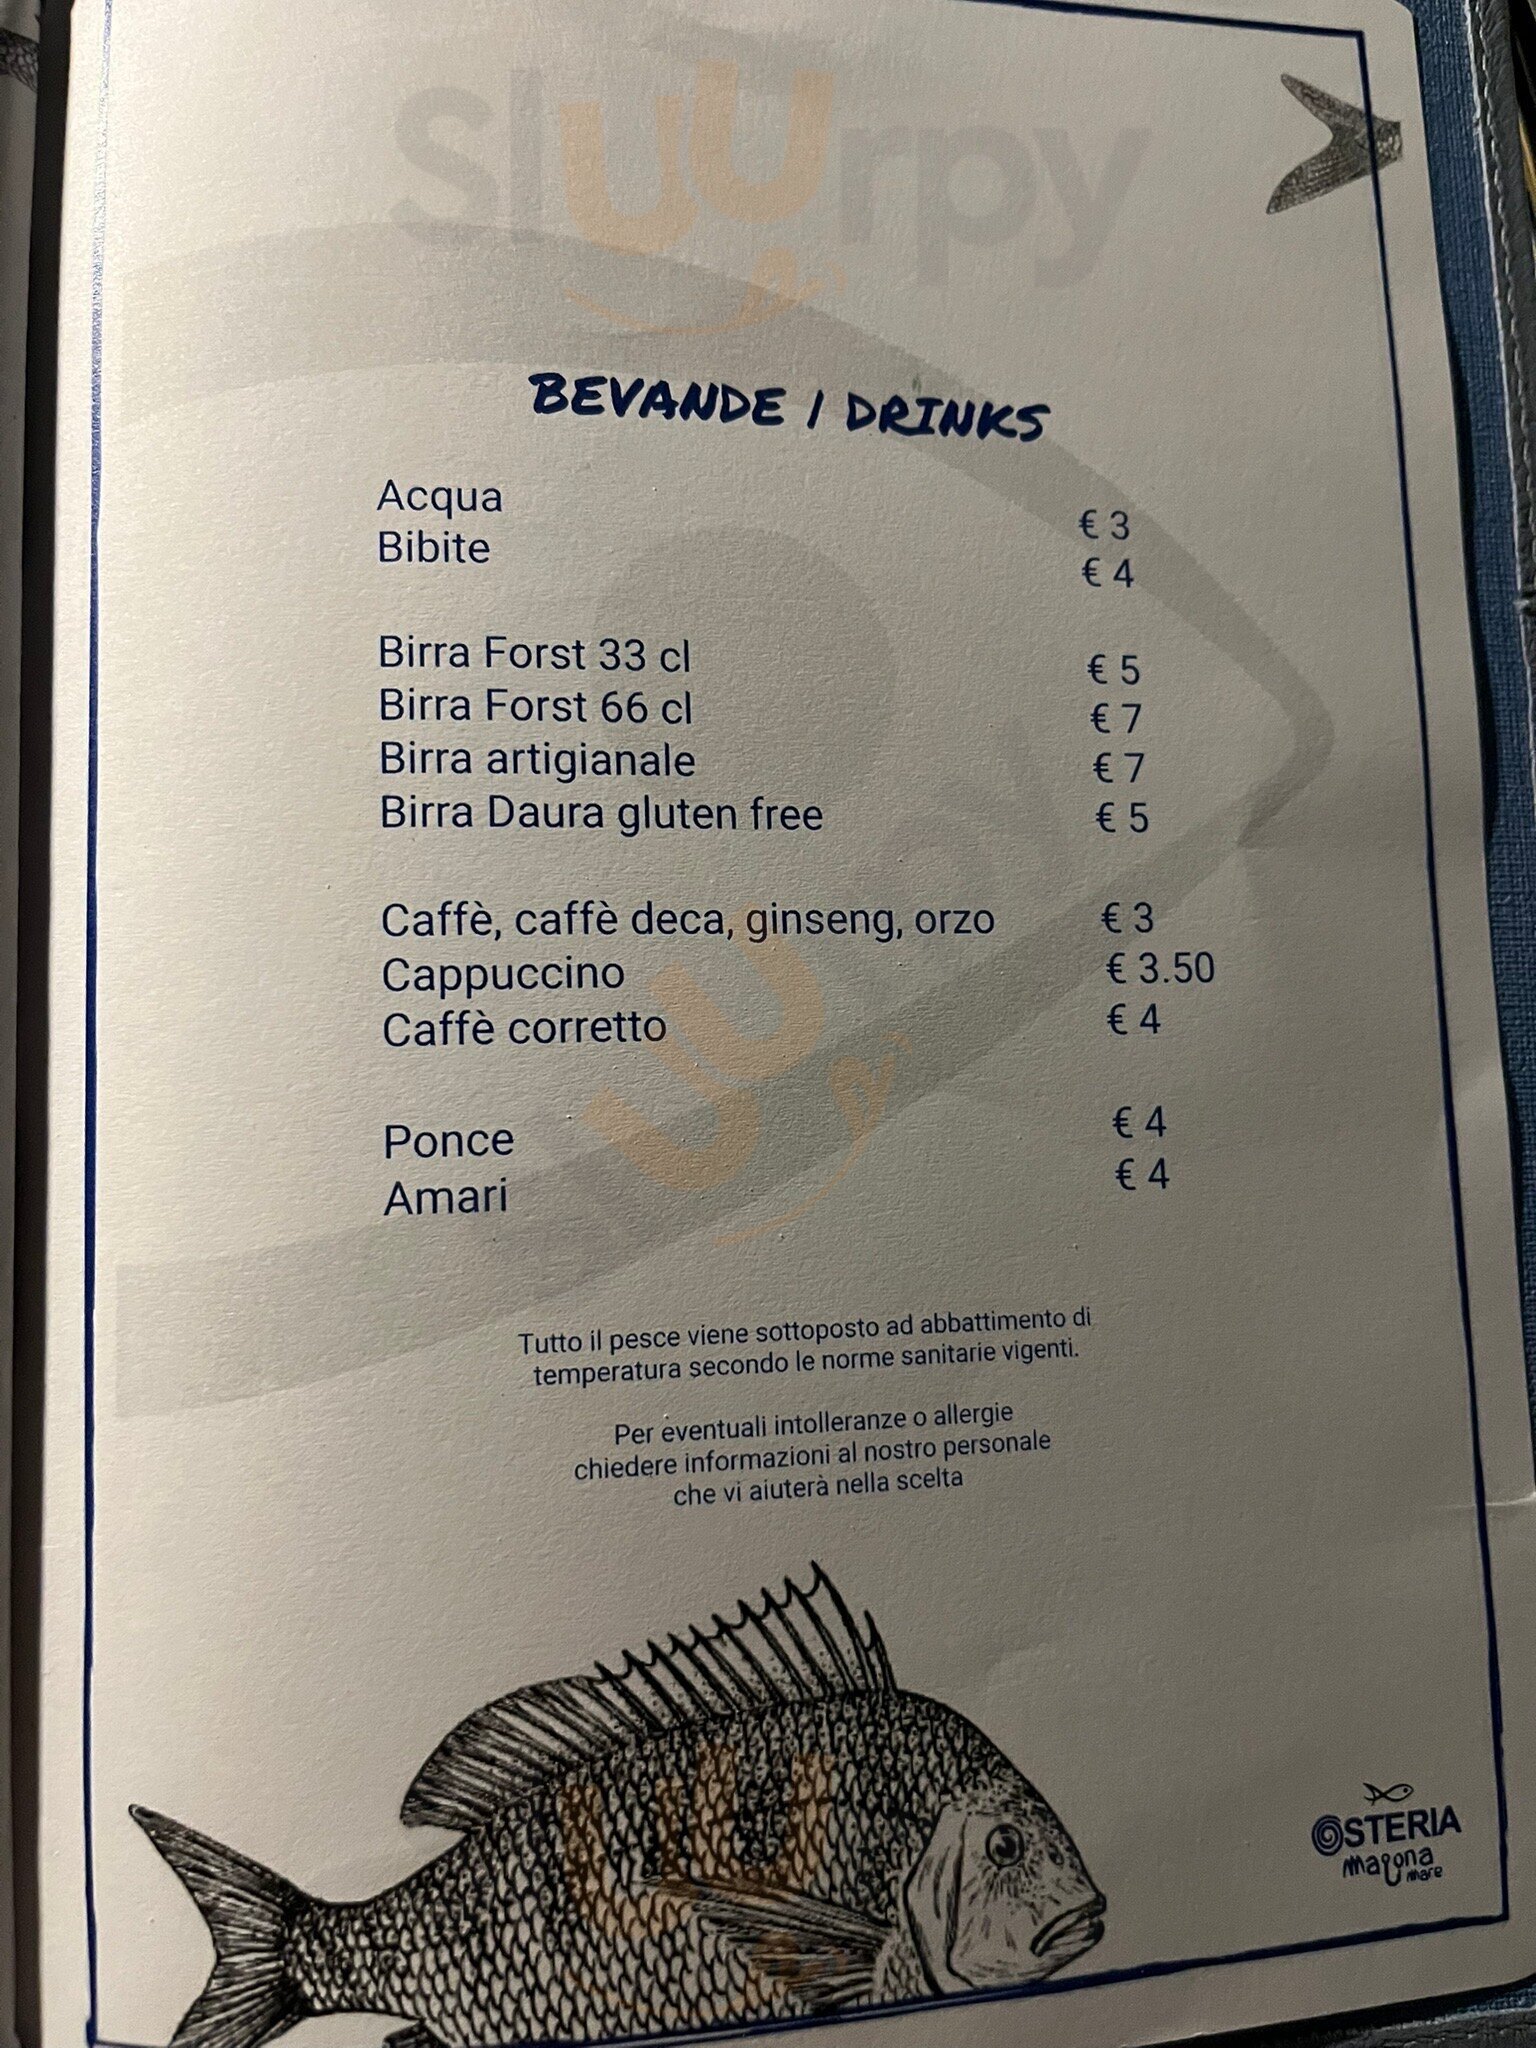 sluurpy
BEVANDE / DRINKS
Acqua € 3
Bibite € 4
Birra Forst 33 cl € 5
Birra Forst 66 cl € 7
Birra artigianale € 7
Birra Daura gluten free € 5
Caffè, caffè deca, ginseng, orzo € 3
Cappuccino € 3.50
Caffè corretto € 4
Ponce € 4
Amari € 4
Tutto il pesce viene sottoposto ad abbattimento di
temperatura secondo le norme sanitarie vigenti.
Per eventuali intolleranze o allergie
chiedere informazioni al nostro personale
che vi aiuterà nella scelta
OSTERIA
magona
mare